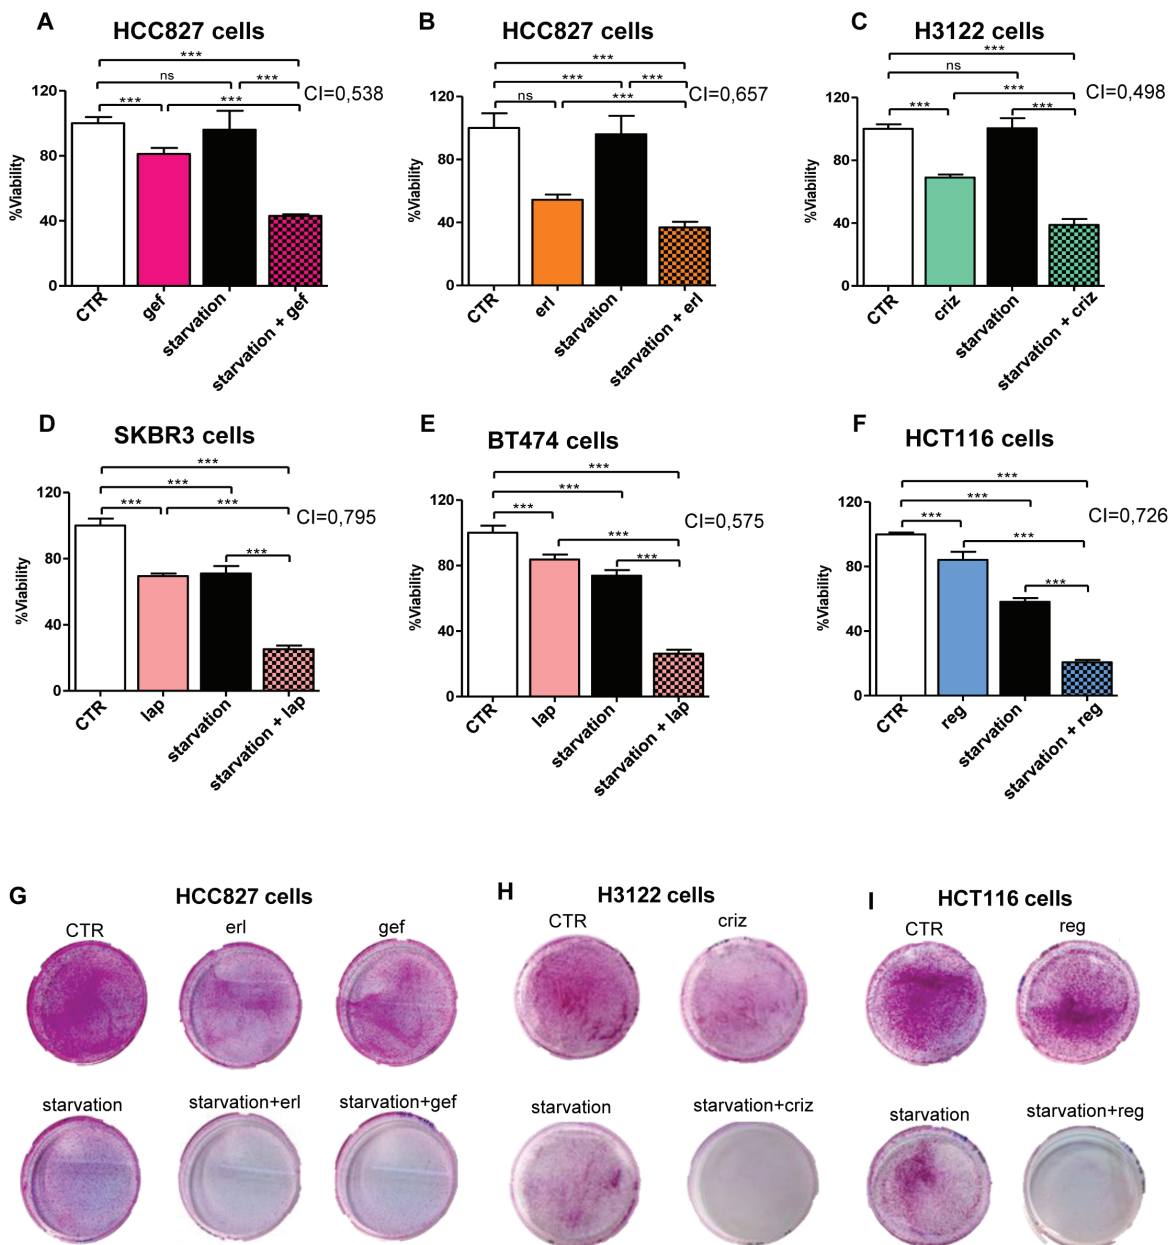 A
HCC827 cells
***
ns
***
***
***
CI=0,538
%Viability
120
80
40
0
CTR
gef
starvation
starvation + gef
B
HCC827 cells
***
***
***
ns
***
CI=0,657
%Viability
120
80
40
0
CTR
erl
starvation
starvation + erl
C
H3122 cells
***
ns
***
***
***
CI=0,498
%Viability
120
80
40
0
CTR
criz
starvation
starvation + criz
D
SKBR3 cells
***
***
***
***
***
CI=0,795
%Viability
120
80
40
0
CTR
lap
starvation
starvation + lap
E
BT474 cells
***
***
***
***
***
CI=0,575
%Viability
120
80
40
0
CTR
lap
starvation
starvation + lap
F
HCT116 cells
***
***
***
***
***
CI=0,726
%Viability
120
80
40
0
CTR
reg
starvation
starvation + reg
G
HCC827 cells
CTR
erl
gef
starvation
starvation+erl
starvation+gef
H
H3122 cells
CTR
criz
starvation
starvation+criz
I
HCT116 cells
CTR
reg
starvation
starvation+reg